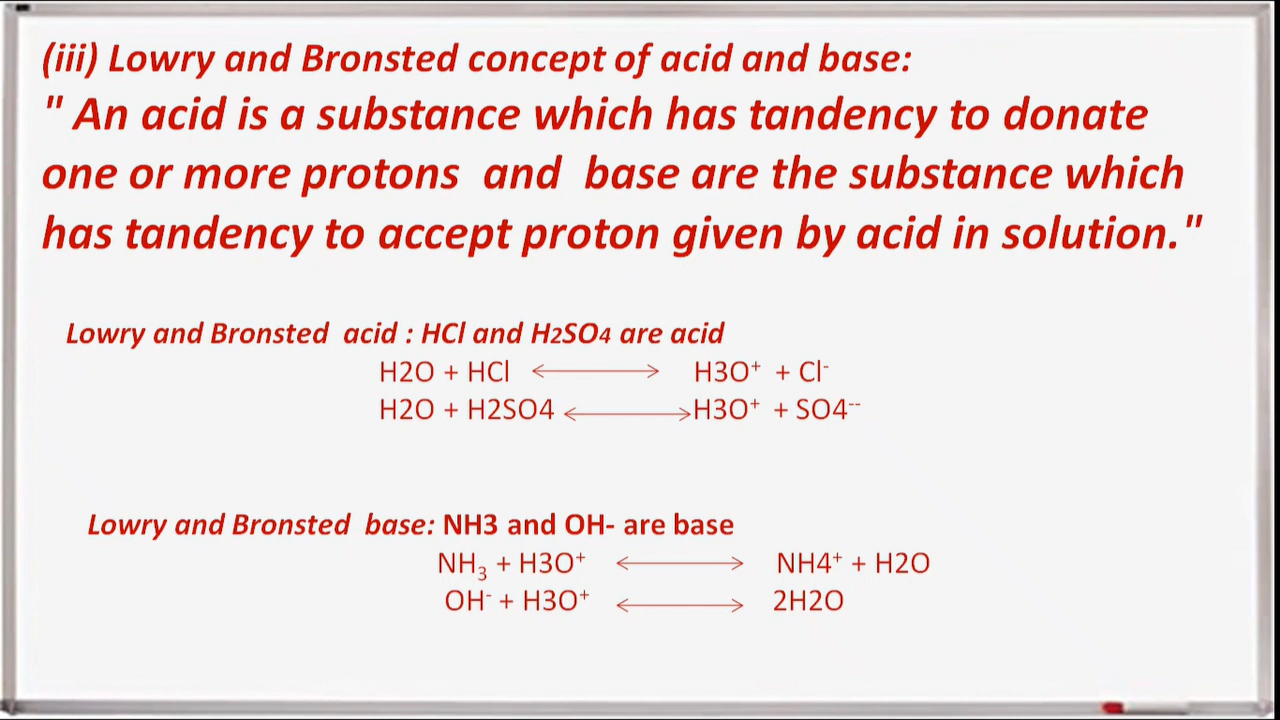 (iii) Lowry and Bronsted concept of acid and base:
" An acid is a substance which has tandency to donate
one or more protons and base are the substance which
has tandency to accept proton given by acid in solution."
Lowry and Bronsted acid : HCl and H2SO4 are acid
H2O + HCl ⟷ H3O⁺ + Cl⁻
H2O + H2SO4 ⟷ H3O⁺ + SO4⁻⁻
Lowry and Bronsted base: NH3 and OH- are base
NH₃ + H3O⁺ ⟷ NH4⁺ + H2O
OH⁻ + H3O⁺ ⟷ 2H2O